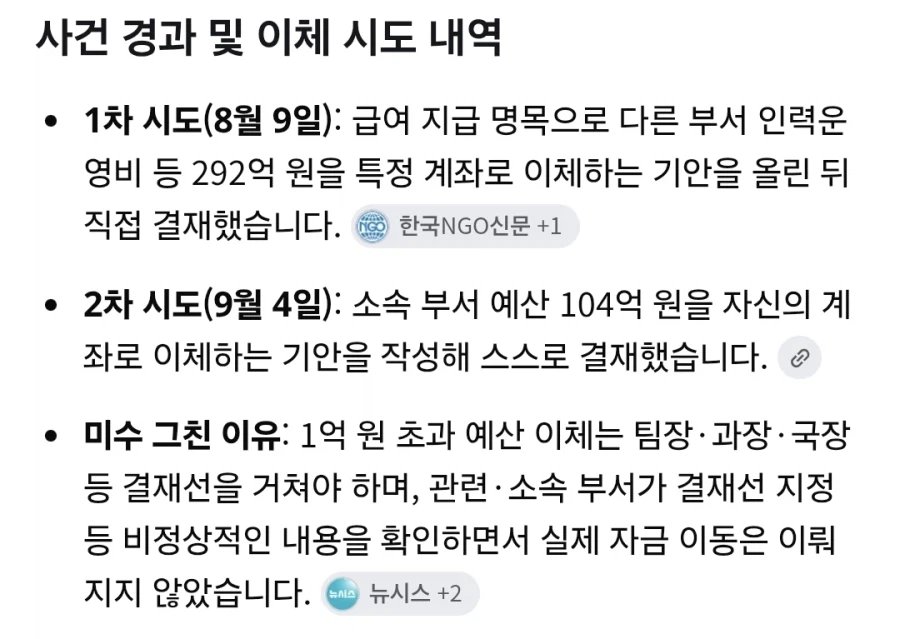 사건 경과 및 이체 시도 내역
• 1차 시도(8월 9일): 급여 지급 명목으로 다른 부서 인력운
영비 등 292억 원을 특정 계좌로 이체하는 기안을 올린 뒤
직접 결재했습니다. NGO 한국NGO신문 +1
• 2차 시도(9월 4일): 소속 부서 예산 104억 원을 자신의 계
좌로 이체하는 기안을 작성해 스스로 결재했습니다.
• 미수 그친 이유: 1억 원 초과 예산 이체는 팀장·과장·국장
등 결재선을 거쳐야 하며, 관련·소속 부서가 결재선 지정
등 비정상적인 내용을 확인하면서 실제 자금 이동은 이뤄
지지 않았습니다. 뉴시스 뉴시스 +2